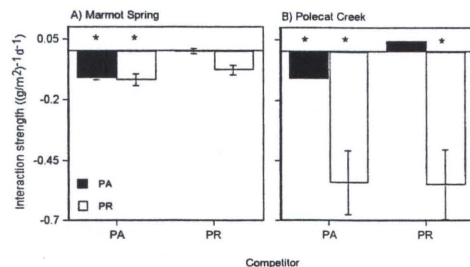 A) Marmot Spring
B) Polecat Creek
0.05
-0.2
-0.45
-0.7
Interaction strength ((g/m²)⁻¹d⁻¹)
* *
* * *
PA
PR
PA PR PA PR
Competitor